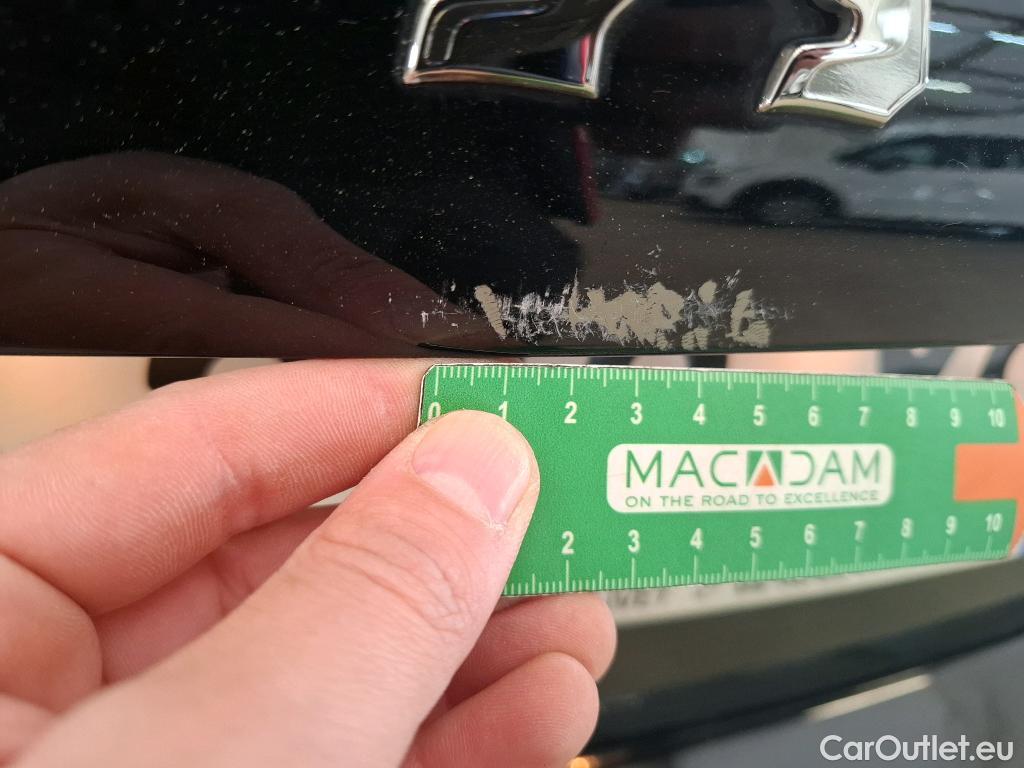 0 1 2 3 4 5 6 7 8 9 10
MACADAM
ON THE ROAD TO EXCELLENCE
2 3 4 5 6 7 8 9 10
CarOutlet.eu